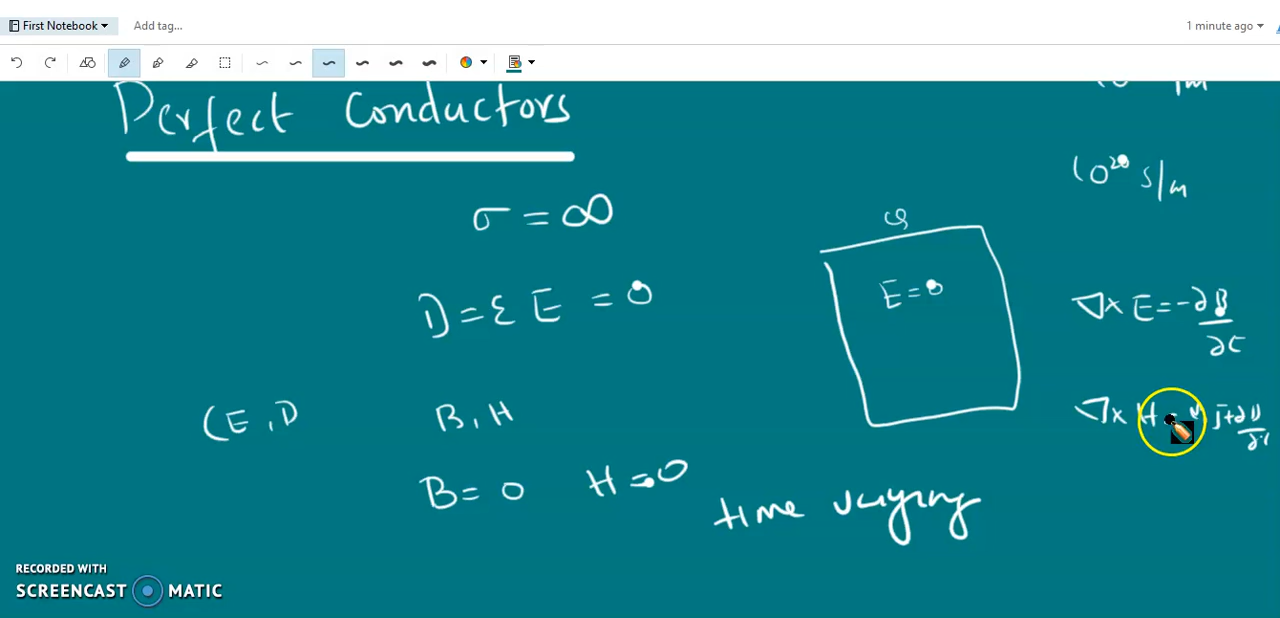 First Notebook
Add tag...
1 minute ago
Perfect Conductors
10²⁰ S/m
σ = ∞
Q
E = 0
D = ε E = 0
∇× E = -∂B/∂t
(E, D
B, H
∇× H = J + ∂D/∂t
B = 0 H = 0
time varying
RECORDED WITH
SCREENCAST MATIC